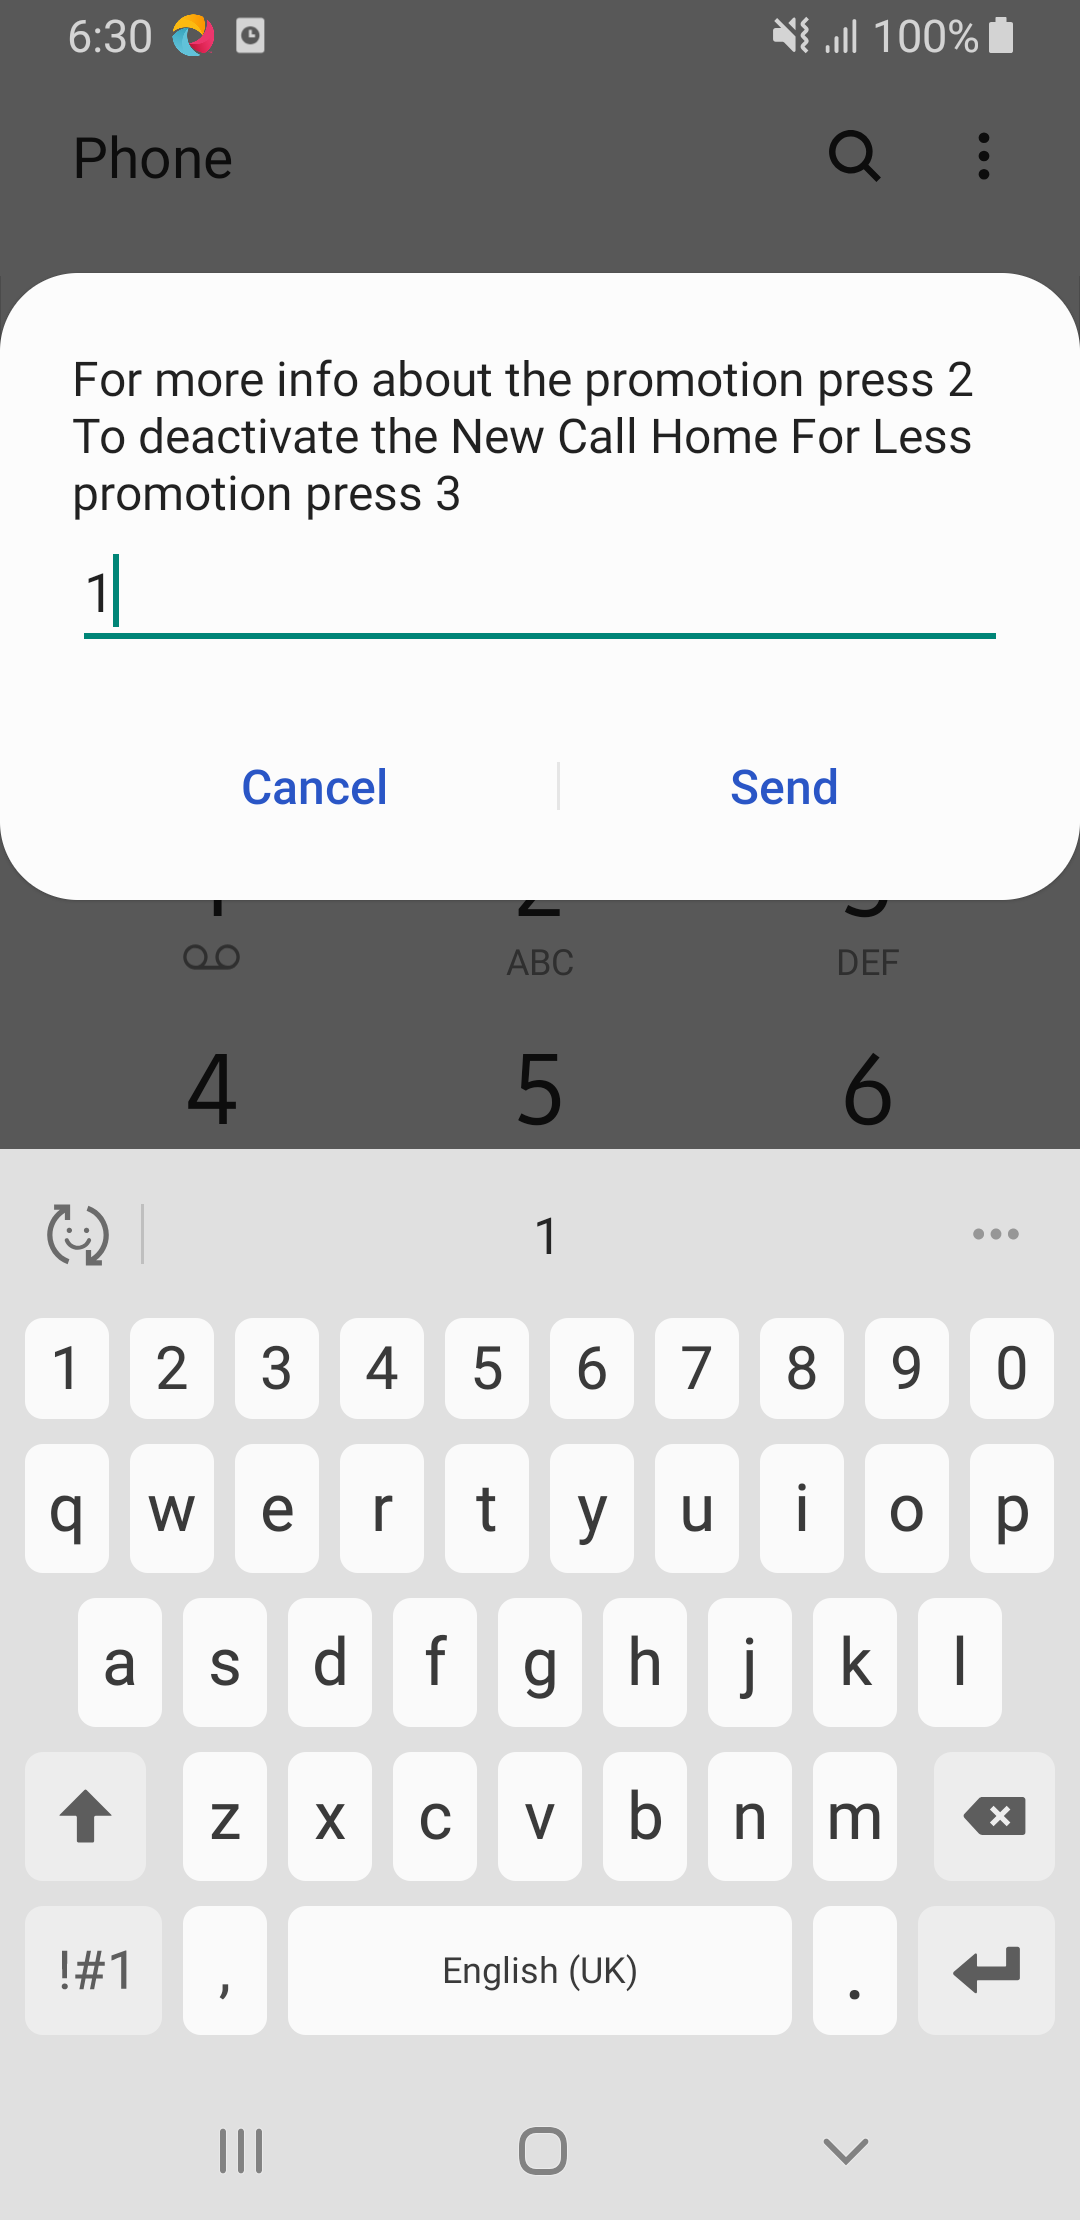 6:30
100%
Phone
For more info about the promotion press 2
To deactivate the New Call Home For Less
promotion press 3
1
Cancel
Send
ABC
DEF
4 5 6
1
1 2 3 4 5 6 7 8 9 0
q w e r t y u i o p
a s d f g h j k l
z x c v b n m
!#1 , English (UK) .